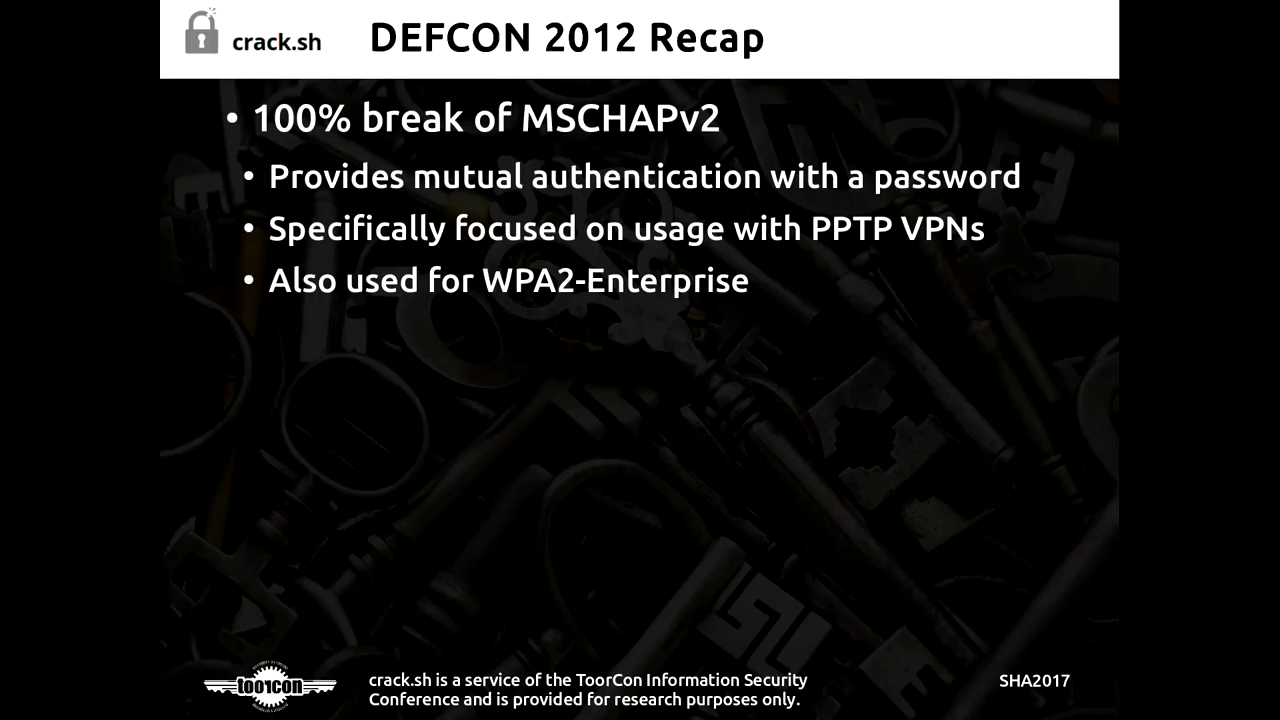 crack.sh
DEFCON 2012 Recap
• 100% break of MSCHAPv2
• Provides mutual authentication with a password
• Specifically focused on usage with PPTP VPNs
• Also used for WPA2-Enterprise
too2con
crack.sh is a service of the ToorCon Information Security
Conference and is provided for research purposes only.
SHA2017